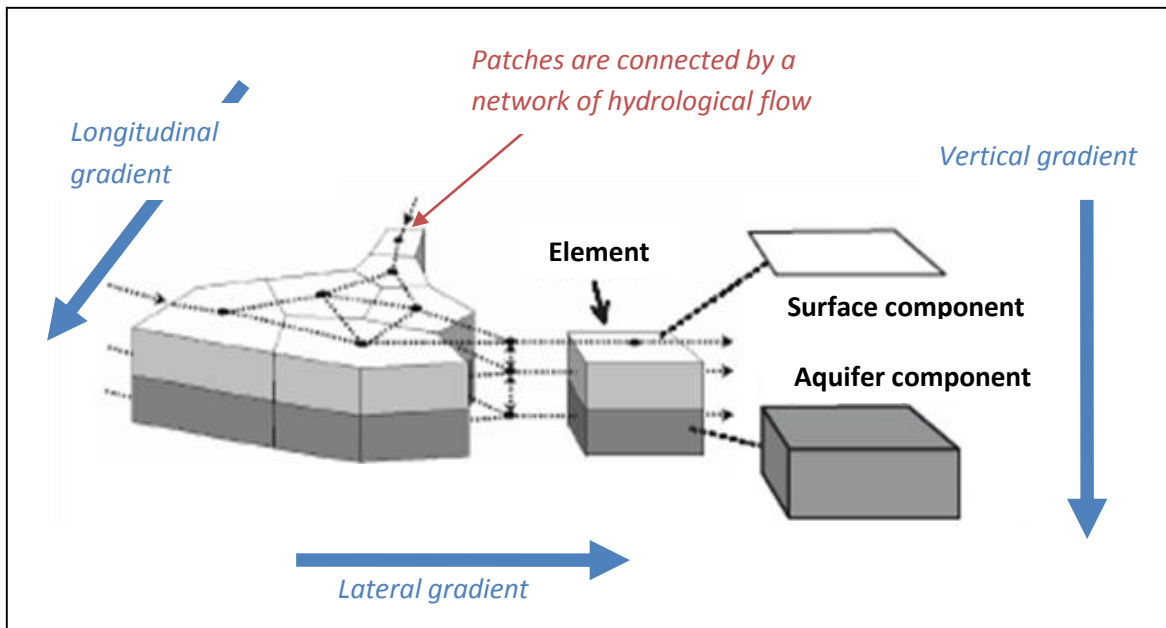 Patches are connected by a
network of hydrological flow
Longitudinal
gradient
Vertical gradient
Element
Surface component
Aquifer component
Lateral gradient